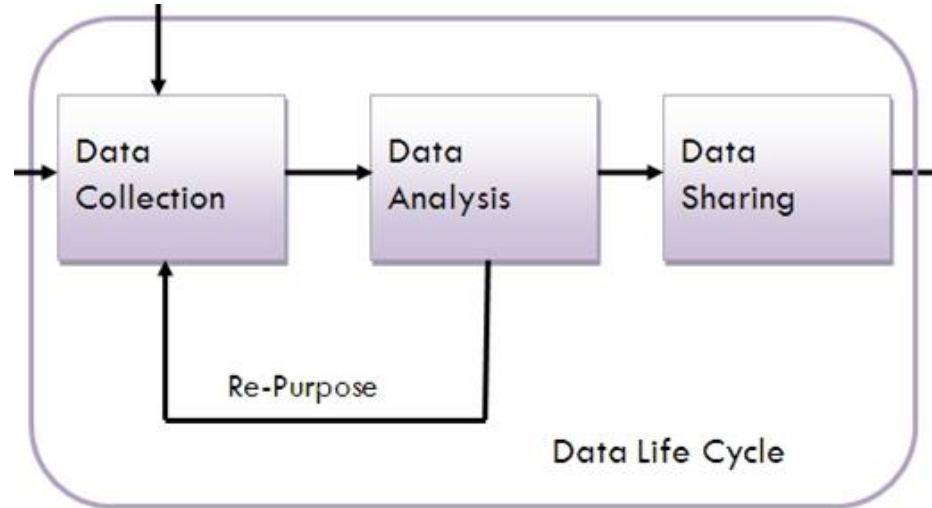 Data
Collection
Data
Analysis
Data
Sharing
Re-Purpose
Data Life Cycle